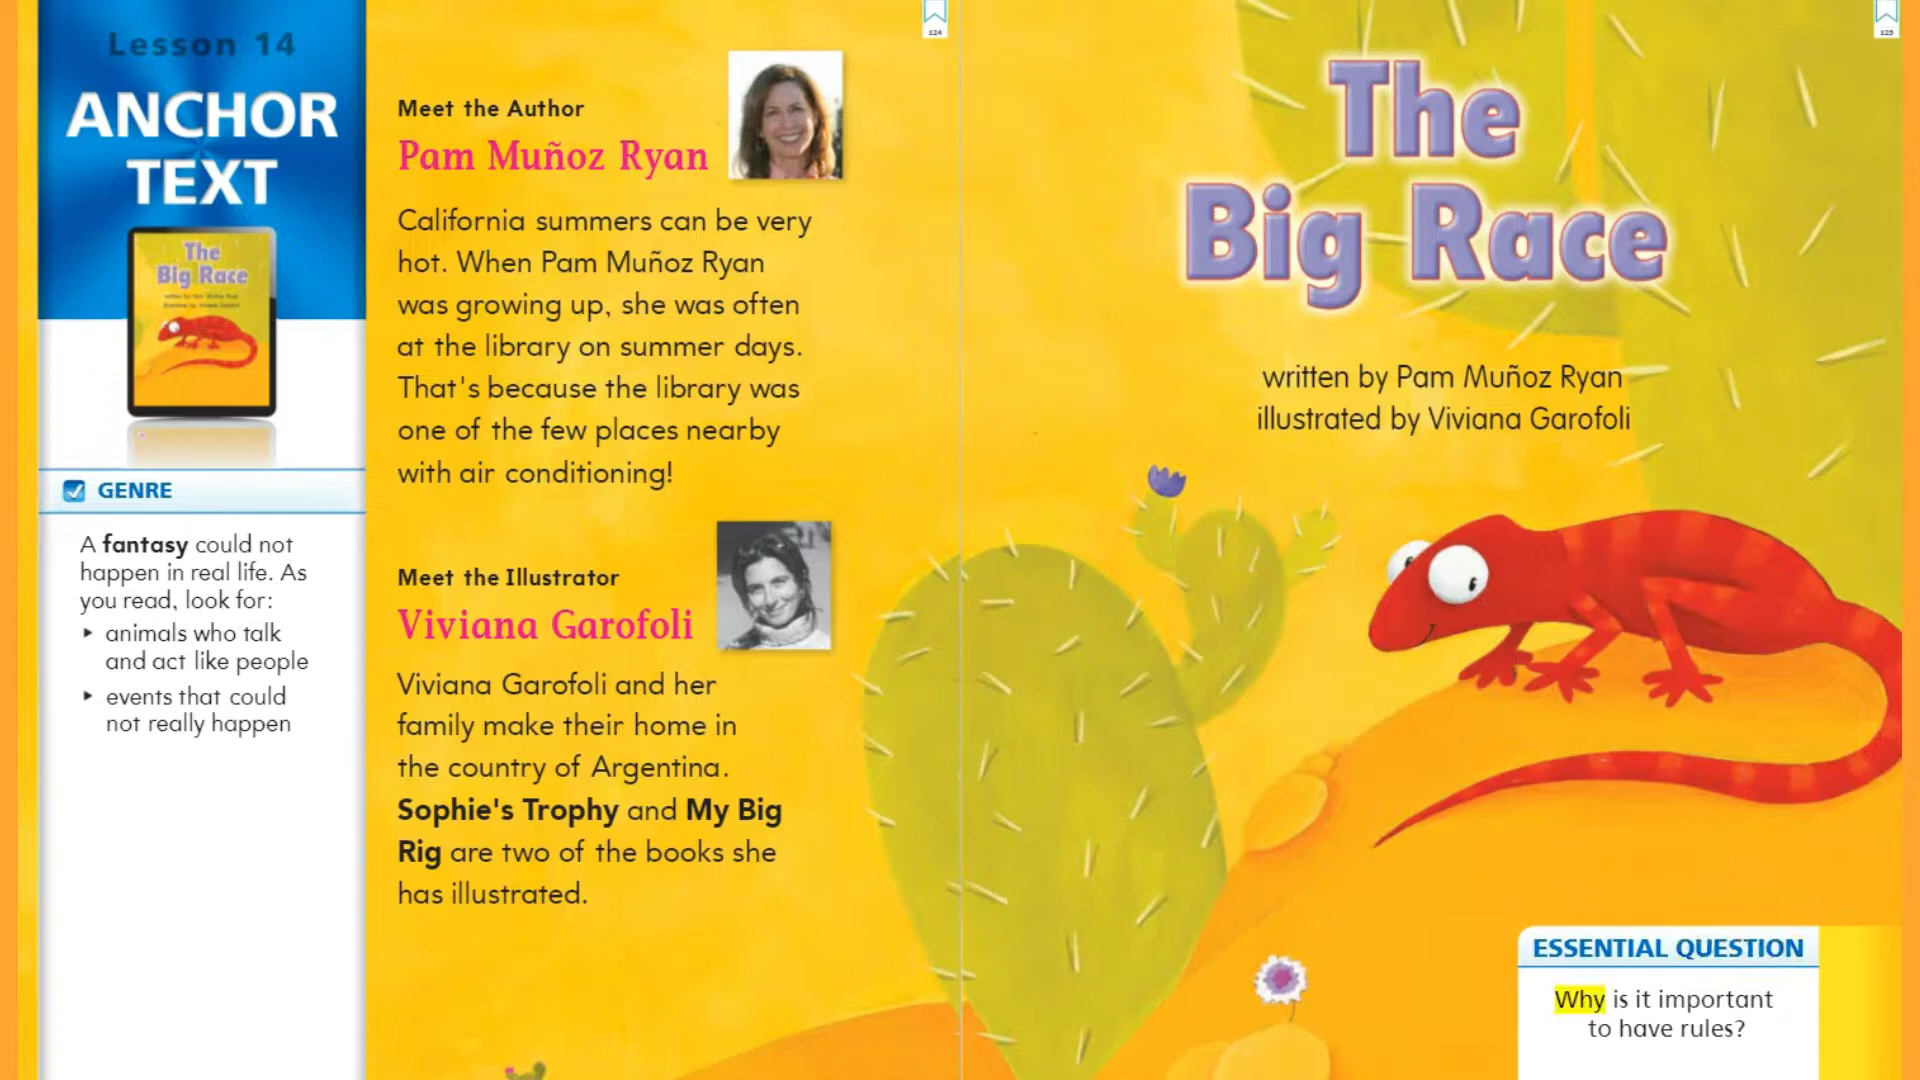 Lesson 14
ANCHOR
TEXT
The
Big Race
GENRE
A fantasy could not
happen in real life. As
you read, look for:
‣ animals who talk
and act like people
‣ events that could
not really happen
Meet the Author
Pam Muñoz Ryan
California summers can be very
hot. When Pam Muñoz Ryan
was growing up, she was often
at the library on summer days.
That's because the library was
one of the few places nearby
with air conditioning!
Meet the Illustrator
Viviana Garofoli
Viviana Garofoli and her
family make their home in
the country of Argentina.
Sophie's Trophy and My Big
Rig are two of the books she
has illustrated.
124
125
The
Big Race
written by Pam Muñoz Ryan
illustrated by Viviana Garofoli
ESSENTIAL QUESTION
Why is it important
to have rules?